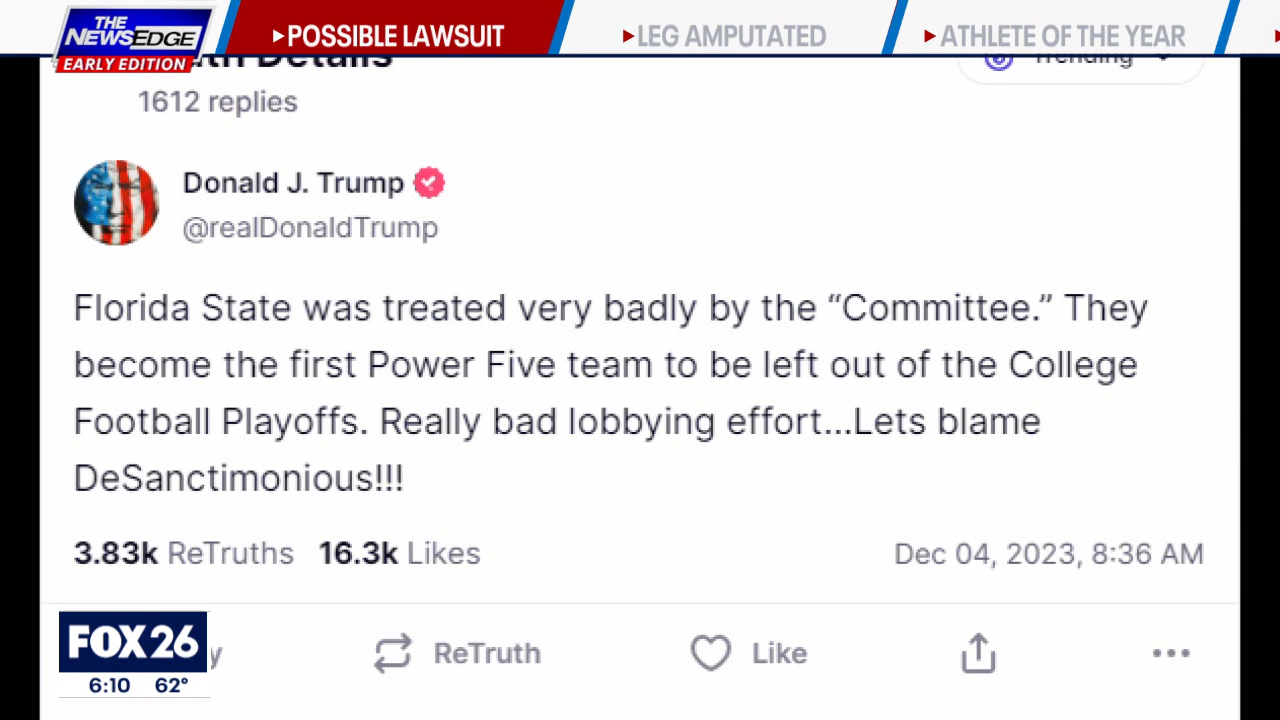 THE
NEWSEDGE
EARLY EDITION
POSSIBLE LAWSUIT
LEG AMPUTATED
ATHLETE OF THE YEAR
Details
Trending
1612 replies
Donald J. Trump
@realDonaldTrump
Florida State was treated very badly by the “Committee.” They
become the first Power Five team to be left out of the College
Football Playoffs. Really bad lobbying effort...Lets blame
DeSanctimonious!!!
3.83k ReTruths 16.3k Likes
Dec 04, 2023, 8:36 AM
ReTruth
Like
FOX 26
6:10 62°